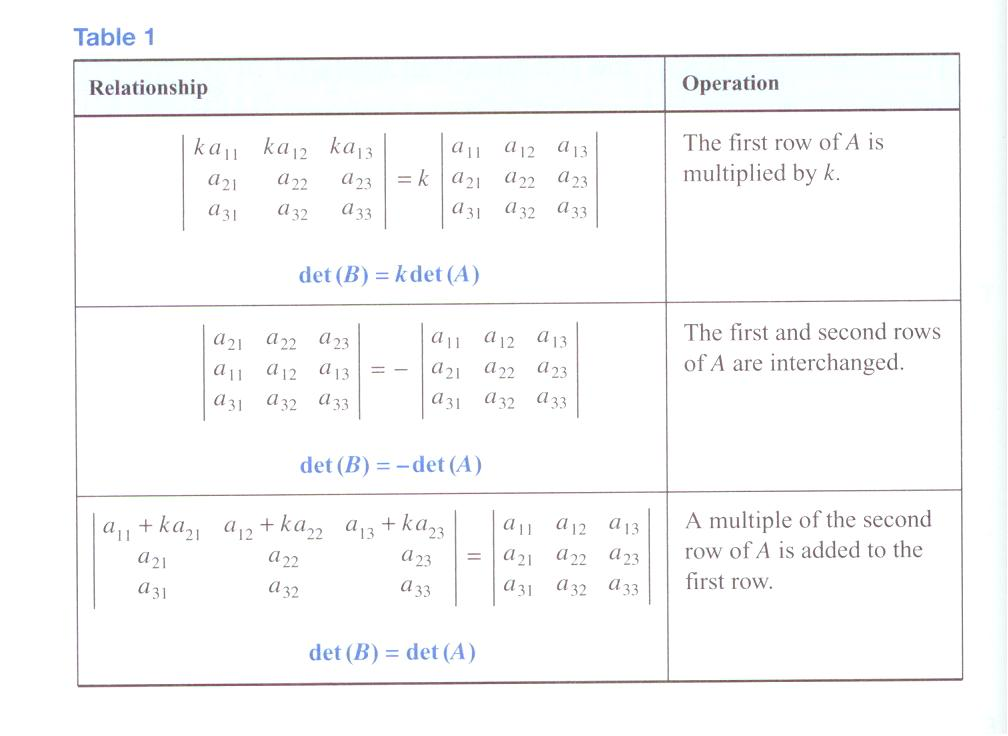 Table 1
Relationship Operation
| ka₁₁ ka₁₂ ka₁₃ | | a₁₁ a₁₂ a₁₃ | The first row of A is
| a₂₁ a₂₂ a₂₃ | = k | a₂₁ a₂₂ a₂₃ | multiplied by k.
| a₃₁ a₃₂ a₃₃ | | a₃₁ a₃₂ a₃₃ |
det (B) = k det (A)
| a₂₁ a₂₂ a₂₃ | | a₁₁ a₁₂ a₁₃ | The first and second rows
| a₁₁ a₁₂ a₁₃ | = − | a₂₁ a₂₂ a₂₃ | of A are interchanged.
| a₃₁ a₃₂ a₃₃ | | a₃₁ a₃₂ a₃₃ |
det (B) = −det (A)
| a₁₁ + ka₂₁ a₁₂ + ka₂₂ a₁₃ + ka₂₃ | | a₁₁ a₁₂ a₁₃ | A multiple of the second
| a₂₁ a₂₂ a₂₃ | = | a₂₁ a₂₂ a₂₃ | row of A is added to the
| a₃₁ a₃₂ a₃₃ | | a₃₁ a₃₂ a₃₃ | first row.
det (B) = det (A)